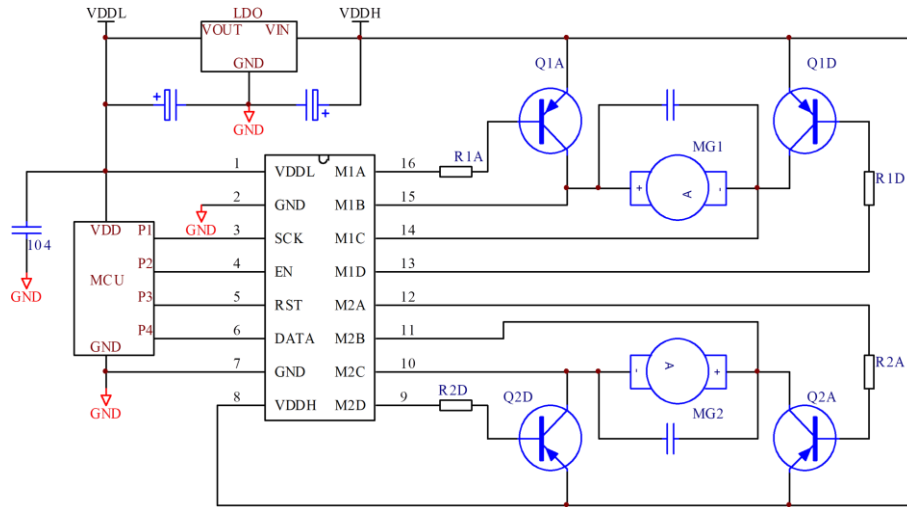 VDDL LDO VDDH
VOUT VIN
GND
GND
Q1A Q1D
MG1
+ A -
R1A R1D
1 VDDL M1A 16
2 GND M1B 15
GND
3 SCK M1C 14
4 EN M1D 13
5 RST M2A 12
6 DATA M2B 11
7 GND M2C 10
8 VDDH M2D 9
104
GND
VDD P1
P2
MCU
P3
P4
GND
GND
- A +
MG2
R2A
R2D
Q2D Q2A
+ +